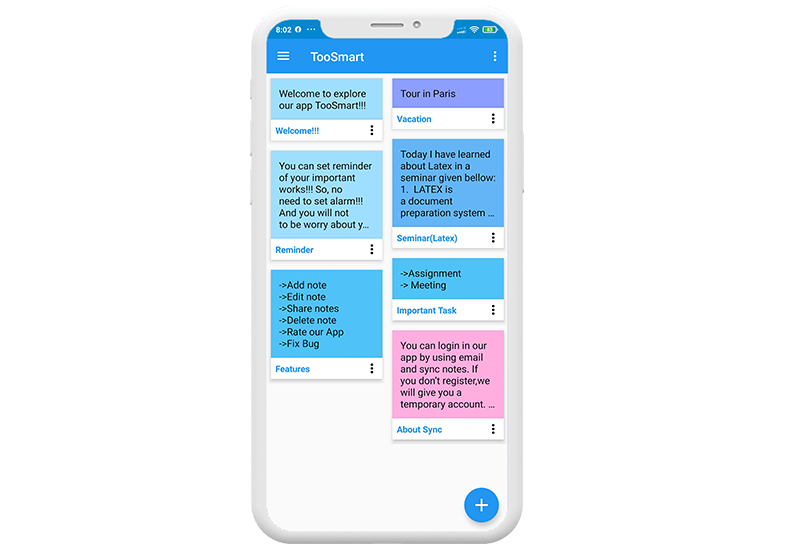 8:02
TooSmart
Welcome to explore
our app TooSmart!!!
Welcome!!!
You can set reminder
of your important
works!!! So, no
need to set alarm!!!
And you will not
to be worry about y...
Reminder
->Add note
->Edit note
->Share notes
->Delete note
->Rate our App
->Fix Bug
Features
Tour in Paris
Vacation
Today I have learned
about Latex in a
seminar given bellow:
1. LATEX is
a document
preparation system ...
Seminar(Latex)
->Assignment
-> Meeting
Important Task
You can login in our
app by using email
and sync notes. If
you don't register,we
will give you a
temporary account. ...
About Sync